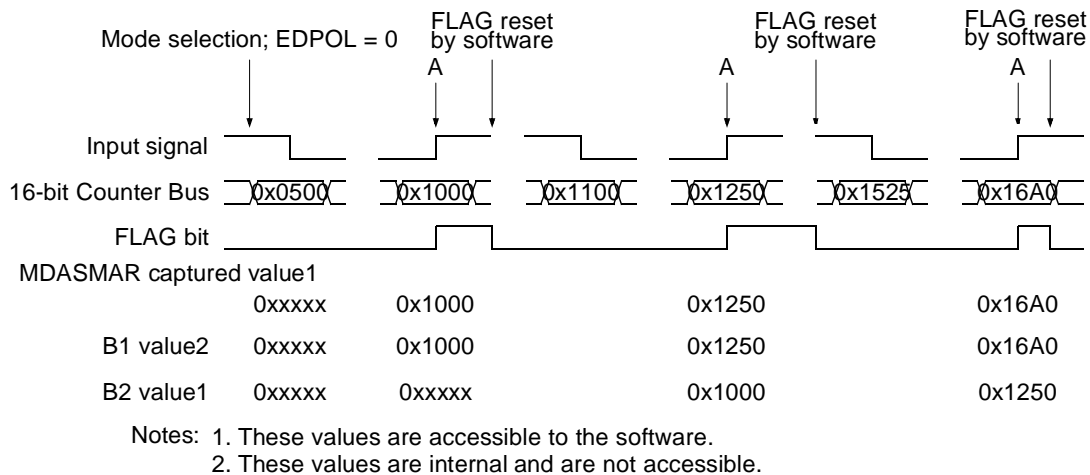 FLAG reset FLAG reset FLAG reset
Mode selection; EDPOL = 0 by software by software by software
A A A
Input signal
16-bit Counter Bus 0x0500 0x1000 0x1100 0x1250 0x1525 0x16A0
FLAG bit
MDASMAR captured value1
0xxxxx 0x1000 0x1250 0x16A0
B1 value2 0xxxxx 0x1000 0x1250 0x16A0
B2 value1 0xxxxx 0xxxxx 0x1000 0x1250
Notes: 1. These values are accessible to the software.
2. These values are internal and are not accessible.